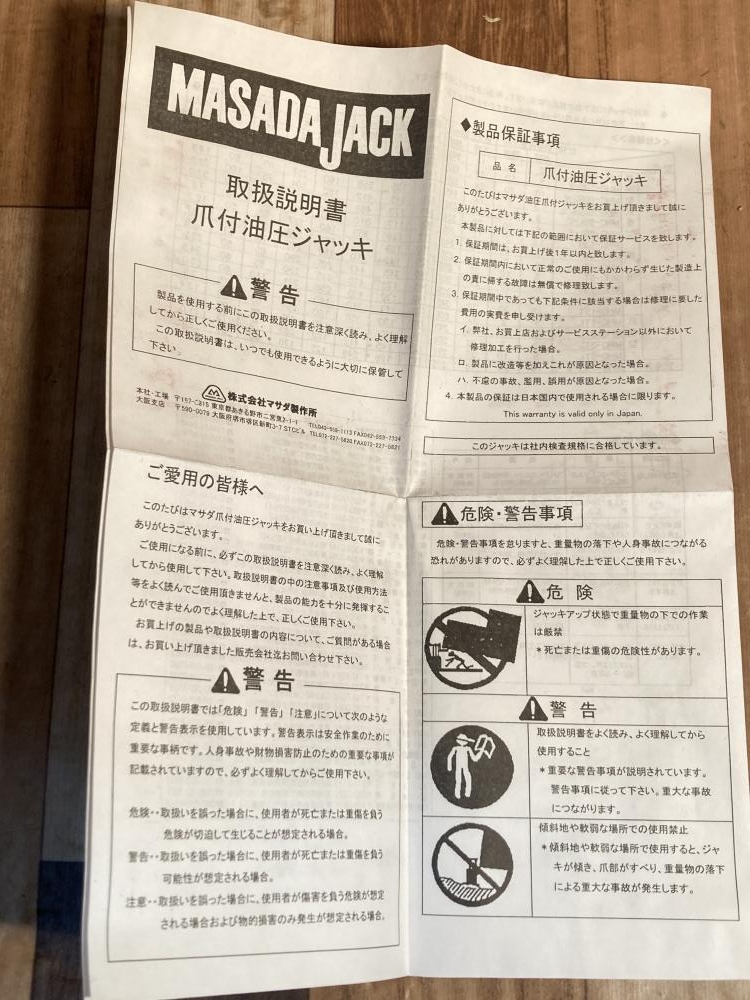 MASADA JACK
取扱説明書
爪付油圧ジャッキ
警告
製品を使用する前にこの取扱説明書を注意深く読み、よく理解
してから正しくご使用ください。
この取扱説明書は、いつでも使用できるように大切に保管して
下さい。
株式会社マサダ製作所
本社・工場
東京都あきる野市二宮東2-1-1
大阪支店 〒590-0079 大阪府堺市堺区新町3-7 STCビル TEL072-227-5620 FAX072-227-5621
◆製品保証事項
品名 爪付油圧ジャッキ
このたびはマサダ油圧爪付ジャッキをお買上げ頂きまして誠に
ありがとうございます。
本製品に対しては下記の範囲において保証サービスを致します。
1. 保証期間は、お買上げ後1年以内と致します。
2. 保証期間内において正常のご使用にもかかわらず生じた製造上
の責に帰する故障は無償で修理致します。
3. 保証期間中であっても下記条件に該当する場合は修理に要した
費用の実費を申し受けます。
イ. 弊社、お買上店およびサービスステーション以外において
修理加工を行った場合。
ロ. 製品に改造等を加えこれが原因となった場合。
ハ. 不慮の事故、濫用、誤用が原因となった場合。
4. 本製品の保証は日本国内で使用される場合に限ります。
This warranty is valid only in Japan.
このジャッキは社内検査規格に合格しています。
ご愛用の皆様へ
このたびはマサダ爪付油圧ジャッキをお買い上げ頂きまして誠に
ありがとうございます。
ご使用になる前に、必ずこの取扱説明書を注意深く読み、よく理解
してから使用して下さい。取扱説明書の中の注意事項及び使用方法
等をよく読んでご使用頂きませんと、製品の能力を十分に発揮するこ
とができませんのでよく理解した上で、正しくご使用下さい。
お買上げの製品や取扱説明書の内容について、ご質問がある場合
は、お買い上げ頂きました販売会社迄お問い合わせ下さい。
警告
この取扱説明書では「危険」「警告」「注意」について次のような
定義と警告表示を使用しています。警告表示は安全作業のために
重要な事柄です。人身事故や財物損害防止のための重要な事項が
記載されていますので、必ずよく理解してからご使用下さい。
危険・・取扱いを誤った場合に、使用者が死亡または重傷を負う
危険が切迫して生じることが想定される場合。
警告・・取扱いを誤った場合に、使用者が死亡または重傷を負う
可能性が想定される場合。
注意・・取扱いを誤った場合に、使用者が傷害を負う危険が想定
される場合および物的損害のみ発生が想定される場合。
危険・警告事項
危険・警告事項を怠りますと、重量物の落下や人身事故につながる
恐れがありますので、必ずよく理解した上で正しくご使用下さい。
危険
ジャッキアップ状態で重量物の下での作業
は厳禁
*死亡または重傷の危険性があります。
警告
取扱説明書をよく読み、よく理解してから
使用すること
*重要な警告事項が説明されています。
警告事項に従って下さい。重大な事故
につながります。
傾斜地や軟弱な場所での使用禁止
*傾斜地や軟弱な場所で使用すると、ジャッ
キが傾き、爪部がすべり、重量物の落下
による重大な事故が発生します。